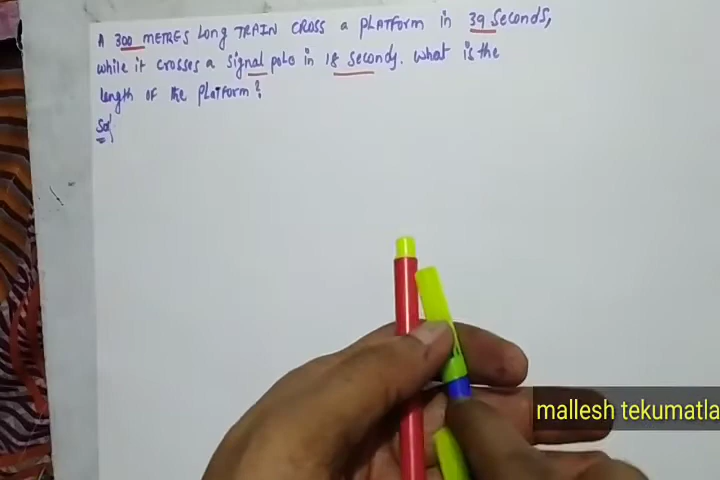 A 300 METRES Long TRAIN CROSS a PLATFORM in 39 Seconds,
while it crosses a signal pole in 18 seconds. What is the
length OF the PLaTForm?
Sol
mallesh tekumatla